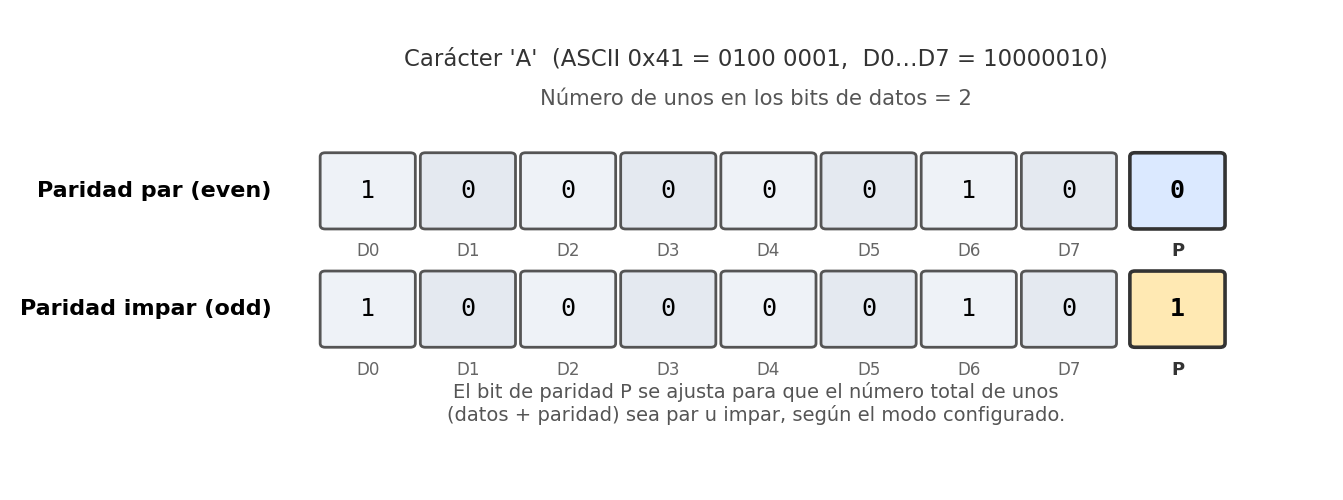 Carácter 'A'  (ASCII 0x41 = 0100 0001,  D0…D7 = 10000010)
Número de unos en los bits de datos = 2
Paridad par (even) 1 0 0 0 0 0 1 0 0
D0 D1 D2 D3 D4 D5 D6 D7 P
Paridad impar (odd) 1 0 0 0 0 0 1 0 1
D0 D1 D2 D3 D4 D5 D6 D7 P
El bit de paridad P se ajusta para que el número total de unos
(datos + paridad) sea par u impar, según el modo configurado.